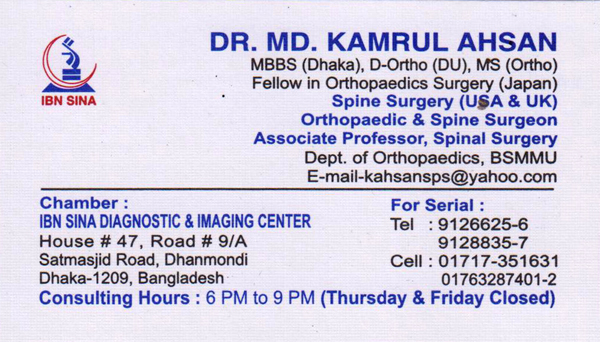 DR. MD. KAMRUL AHSAN
MBBS (Dhaka), D-Ortho (DU), MS (Ortho)
Fellow in Orthopaedics Surgery (Japan)
Spine Surgery (USA & UK)
Orthopaedic & Spine Surgeon
Associate Professor, Spinal Surgery
Dept. of Orthopaedics, BSMMU
E-mail-kahsansps@yahoo.com
IBN SINA
Chamber :
IBN SINA DIAGNOSTIC & IMAGING CENTER
House # 47, Road # 9/A
Satmasjid Road, Dhanmondi
Dhaka-1209, Bangladesh
Consulting Hours : 6 PM to 9 PM (Thursday & Friday Closed)
For Serial :
Tel : 9126625-6
9128835-7
Cell : 01717-351631
01763287401-2